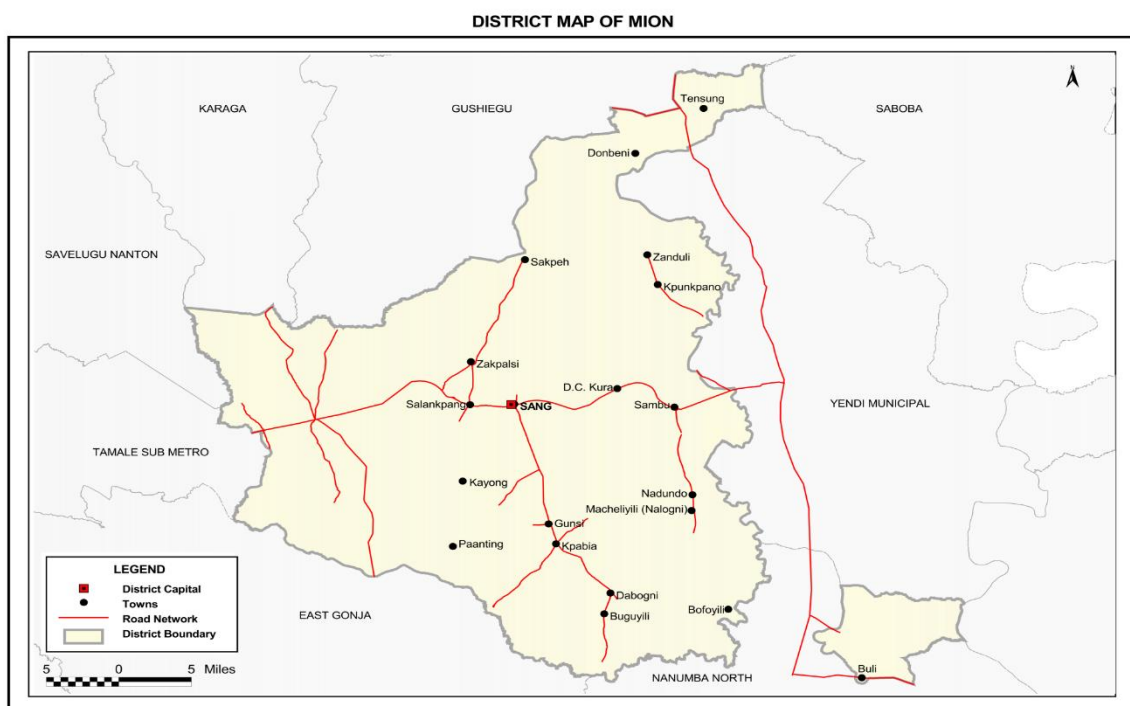 DISTRICT MAP OF MION
N
KARAGA
GUSHIEGU
SABOBA
Tensung
Donbeni
SAVELUGU NANTON
Sakpeh
Zanduli
Kpunkpano
Zakpalsi
D.C. Kura
Salankpang
SANG
Sambu
YENDI MUNICIPAL
TAMALE SUB METRO
Kayong
Nadundo
Macheliyili (Nalogni)
Gunsi
Paanting
Kpabia
LEGEND
District Capital
Towns
Road Network
District Boundary
EAST GONJA
Dabogni
Buguyili
Bofoyili
5 0 5 Miles
NANUMBA NORTH
Buli